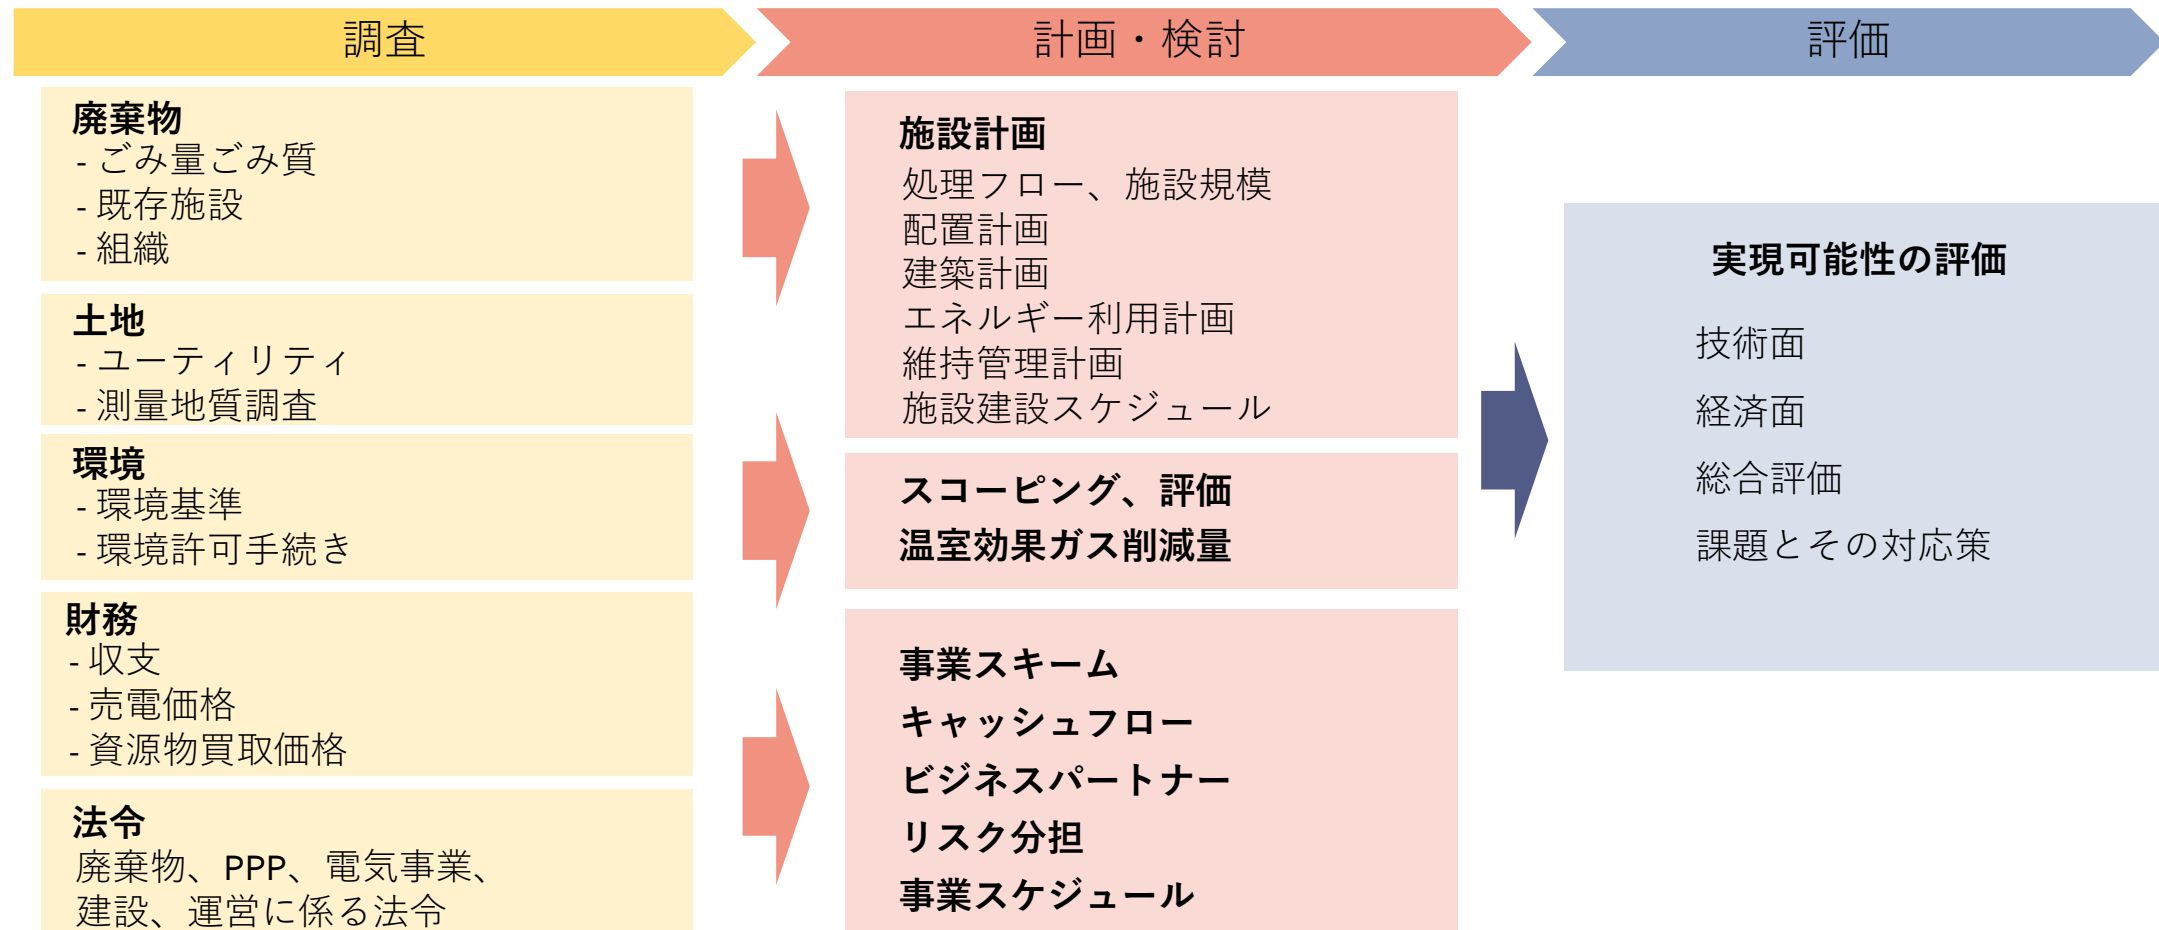 調査
計画・検討
評価
廃棄物
- ごみ量ごみ質
- 既存施設
- 組織
土地
- ユーティリティ
- 測量地質調査
環境
- 環境基準
- 環境許可手続き
財務
- 収支
- 売電価格
- 資源物買取価格
法令
廃棄物、PPP、電気事業、
建設、運営に係る法令
施設計画
処理フロー、施設規模
配置計画
建築計画
エネルギー利用計画
維持管理計画
施設建設スケジュール
スコーピング、評価
温室効果ガス削減量
事業スキーム
キャッシュフロー
ビジネスパートナー
リスク分担
事業スケジュール
実現可能性の評価
技術面
経済面
総合評価
課題とその対応策